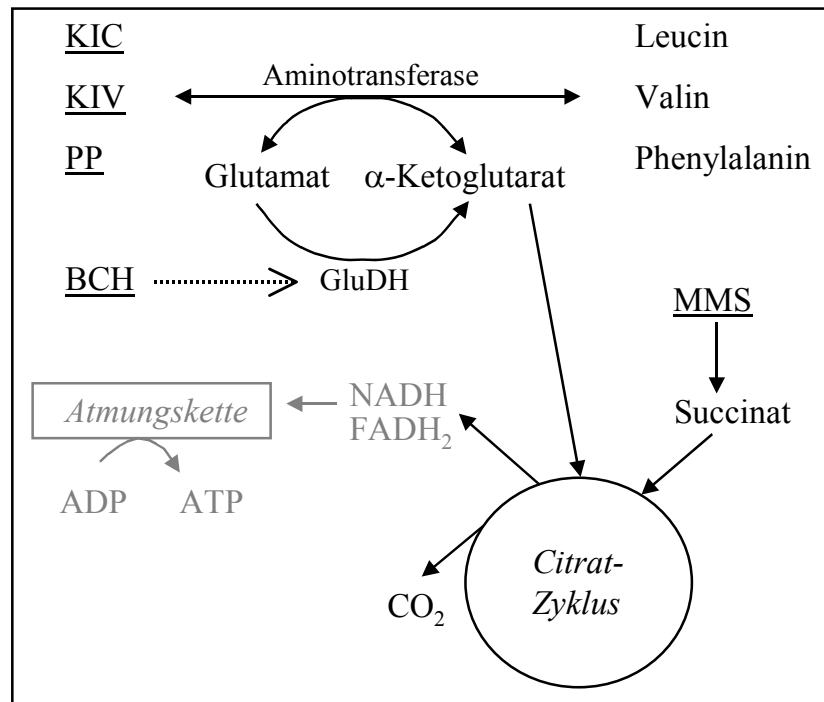 KIC
Leucin
Aminotransferase
KIV
Valin
PP
Phenylalanin
Glutamat
α-Ketoglutarat
BCH
GluDH
MMS
NADH
FADH₂
Atmungskette
Succinat
ADP
ATP
Citrat-
Zyklus
CO₂